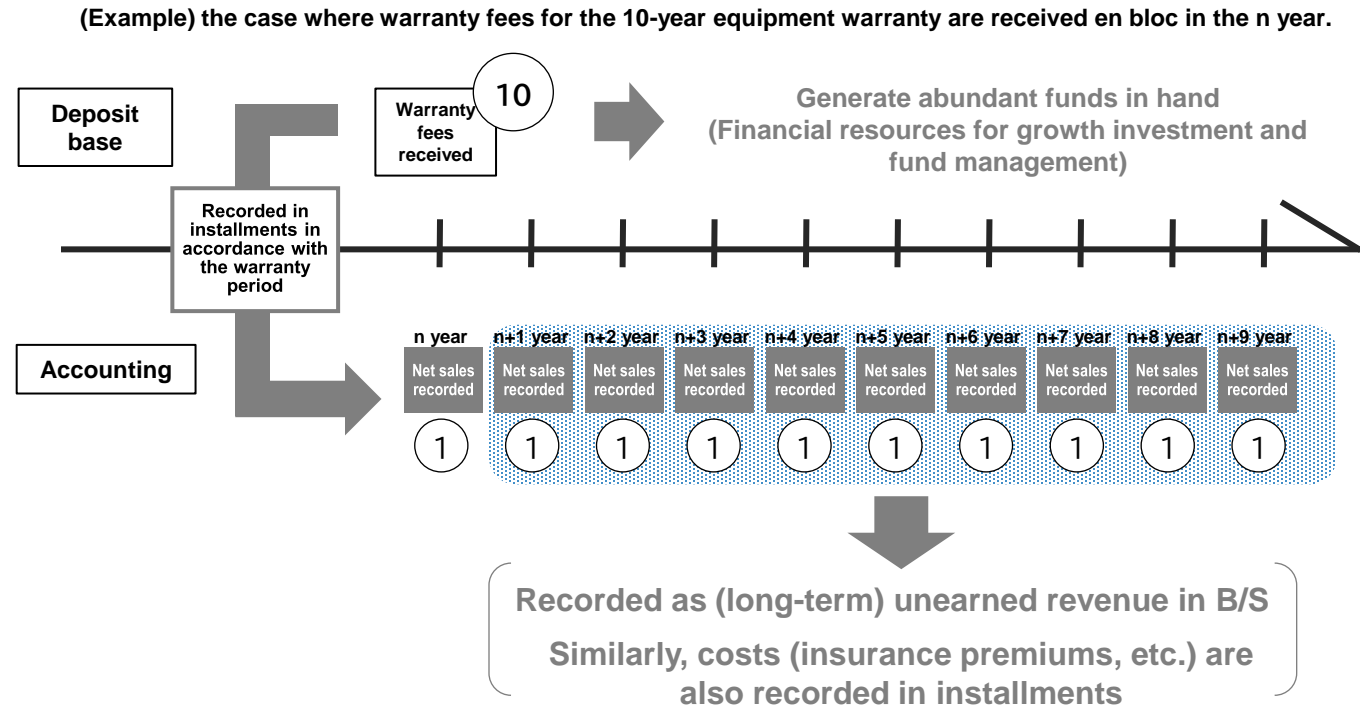 (Example) the case where warranty fees for the 10-year equipment warranty are received en bloc in the n year.
Deposit
base
Warranty
fees
received
10
Generate abundant funds in hand
(Financial resources for growth investment and
fund management)
Recorded in
installments in
accordance with
the warranty
period
Accounting
n year n+1 year n+2 year n+3 year n+4 year n+5 year n+6 year n+7 year n+8 year n+9 year
Net sales Net sales Net sales Net sales Net sales Net sales Net sales Net sales Net sales Net sales
recorded recorded recorded recorded recorded recorded recorded recorded recorded recorded
1 1 1 1 1 1 1 1 1 1
Recorded as (long-term) unearned revenue in B/S
Similarly, costs (insurance premiums, etc.) are
also recorded in installments